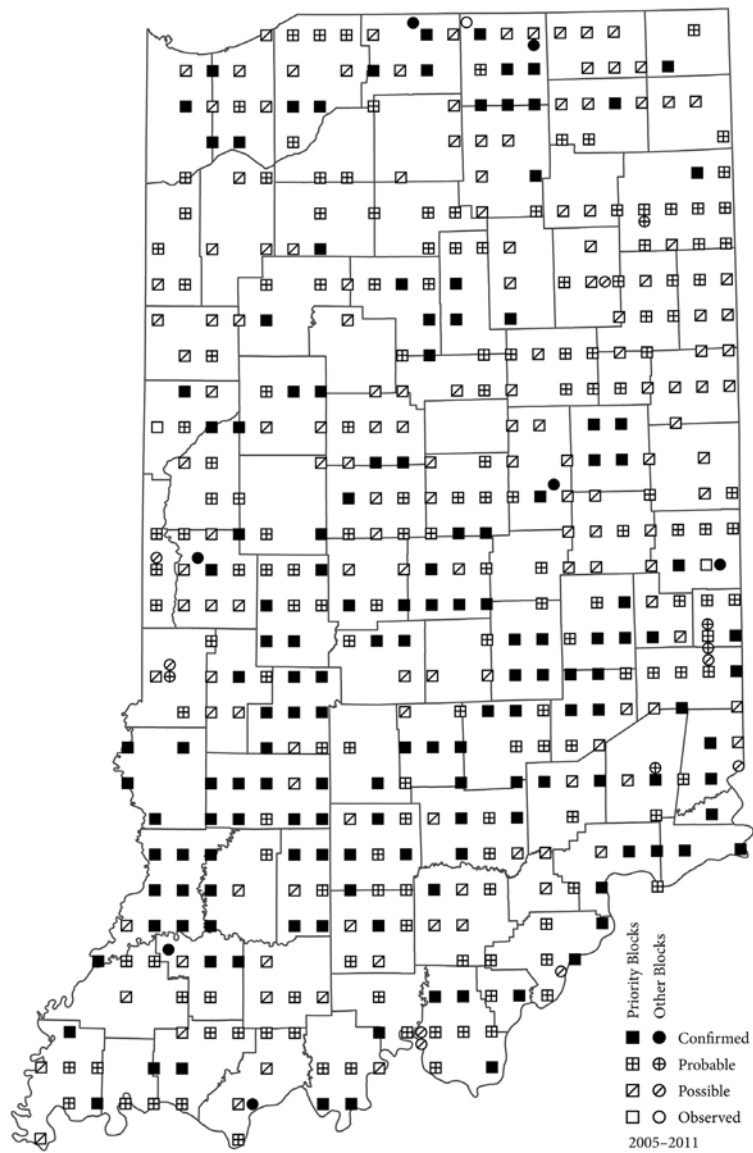 Priority Blocks
Other Blocks
Confirmed
Probable
Possible
Observed
2005–2011